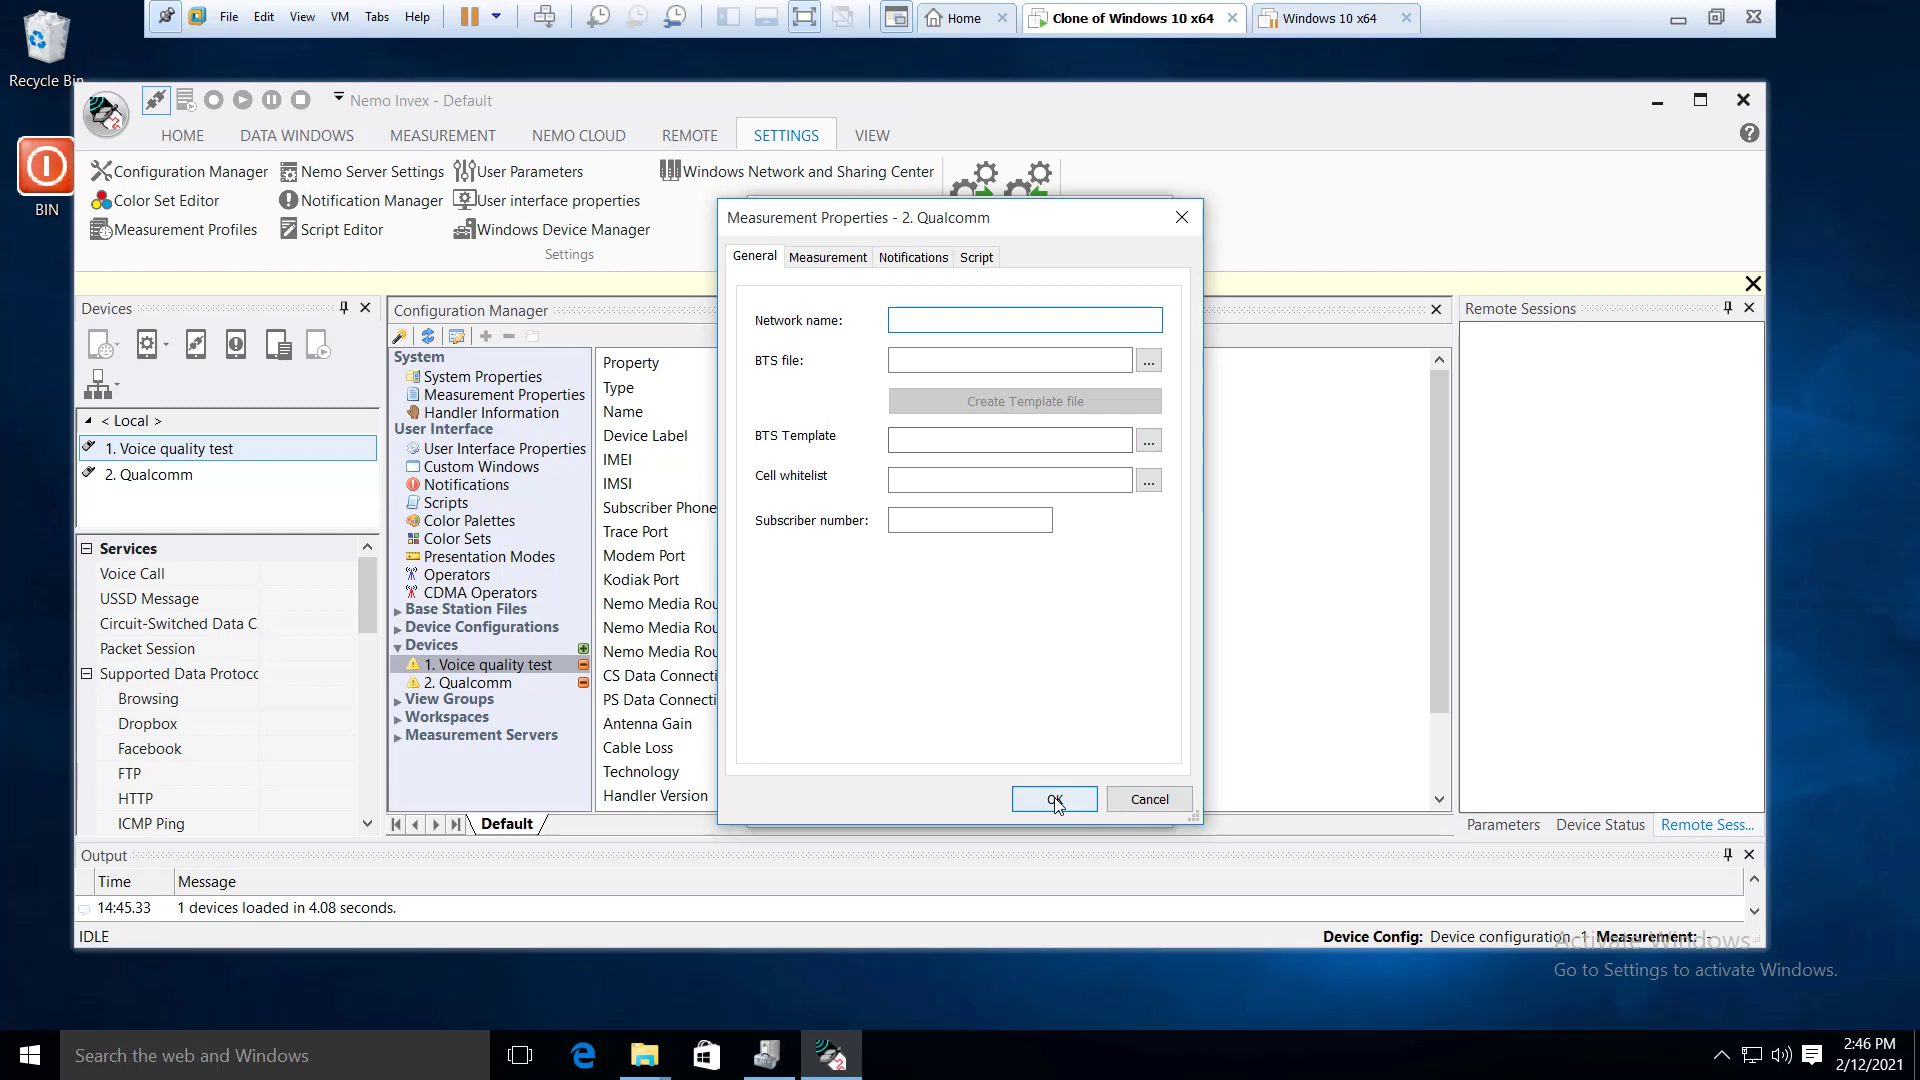 File Edit View VM Tabs Help Home Clone of Windows 10 x64 Windows 10 x64
Recycle Bin
BIN
Nemo Invex - Default
HOME DATA WINDOWS MEASUREMENT NEMO CLOUD REMOTE SETTINGS VIEW
Configuration Manager Nemo Server Settings User Parameters Windows Network and Sharing Center
Color Set Editor Notification Manager User interface properties
Measurement Profiles Script Editor Windows Device Manager
Settings
Devices
< Local >
1. Voice quality test
2. Qualcomm
Services
Voice Call
USSD Message
Circuit-Switched Data C
Packet Session
Supported Data Protocc
Browsing
Dropbox
Facebook
FTP
HTTP
ICMP Ping
Configuration Manager
System
System Properties
Measurement Properties
Handler Information
User Interface
User Interface Properties
Custom Windows
Notifications
Scripts
Color Palettes
Color Sets
Presentation Modes
Operators
CDMA Operators
Base Station Files
Device Configurations
Devices
1. Voice quality test
2. Qualcomm
View Groups
Workspaces
Measurement Servers
Property
Type
Name
Device Label
IMEI
IMSI
Subscriber Phone
Trace Port
Modem Port
Kodiak Port
Nemo Media Rou
Nemo Media Rou
Nemo Media Rou
CS Data Connecti
PS Data Connecti
Antenna Gain
Cable Loss
Technology
Handler Version
Default
Measurement Properties - 2. Qualcomm
General Measurement Notifications Script
Network name:
BTS file: ...
Create Template file
BTS Template ...
Cell whitelist ...
Subscriber number:
OK Cancel
Remote Sessions
Parameters Device Status Remote Sess...
Output
Time Message
14:45.33 1 devices loaded in 4.08 seconds.
IDLE Device Config: Device configuration -1 Measurement: -
Activate Windows
Go to Settings to activate Windows.
Search the web and Windows
2:46 PM
2/12/2021